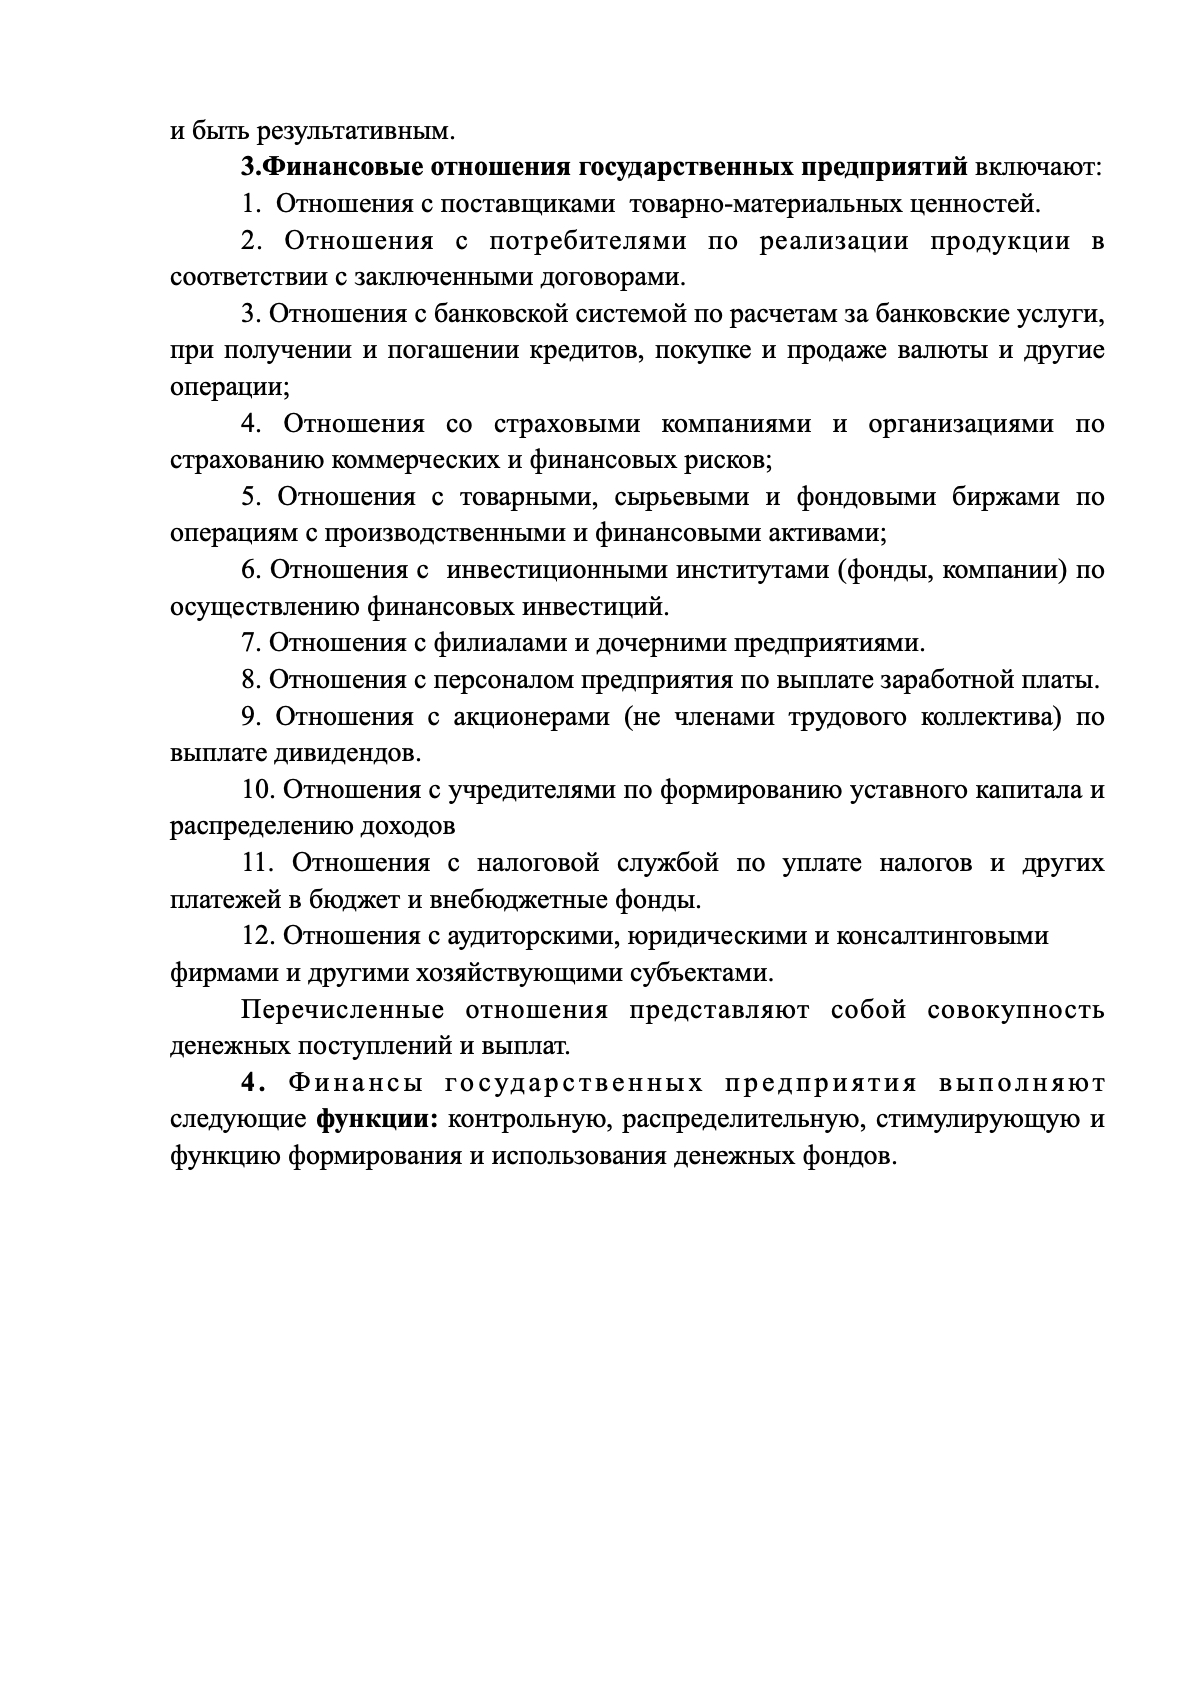 и быть результативным.
3.Финансовые отношения государственных предприятий включают:
1.  Отношения с поставщиками  товарно-материальных ценностей.
2. Отношения с потребителями по реализации продукции в
соответствии с заключенными договорами.
3. Отношения с банковской системой по расчетам за банковские услуги,
при получении и погашении кредитов, покупке и продаже валюты и другие
операции;
4. Отношения со страховыми компаниями и организациями по
страхованию коммерческих и финансовых рисков;
5. Отношения с товарными, сырьевыми и фондовыми биржами по
операциям с производственными и финансовыми активами;
6. Отношения с  инвестиционными институтами (фонды, компании) по
осуществлению финансовых инвестиций.
7. Отношения с филиалами и дочерними предприятиями.
8. Отношения с персоналом предприятия по выплате заработной платы.
9. Отношения с акционерами (не членами трудового коллектива) по
выплате дивидендов.
10. Отношения с учредителями по формированию уставного капитала и
распределению доходов
11. Отношения с налоговой службой по уплате налогов и других
платежей в бюджет и внебюджетные фонды.
12. Отношения с аудиторскими, юридическими и консалтинговыми
фирмами и другими хозяйствующими субъектами.
Перечисленные отношения представляют собой совокупность
денежных поступлений и выплат.
4. Финансы государственных предприятия выполняют
следующие функции: контрольную, распределительную, стимулирующую и
функцию формирования и использования денежных фондов.